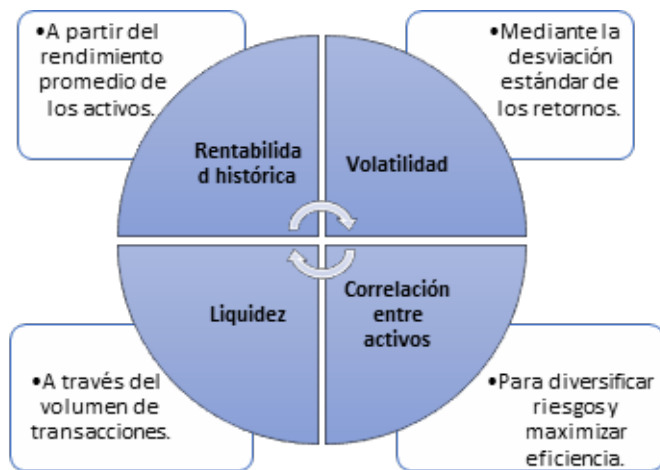 •A partir del
rendimiento
promedio de
los activos.
•Mediante la
desviación
estándar de
los retornos.
Rentabilida
d histórica
Volatilidad
Liquidez
Correlación
entre
activos
•A través del
volumen de
transacciones.
•Para diversificar
riesgos y
maximizar
eficiencia.